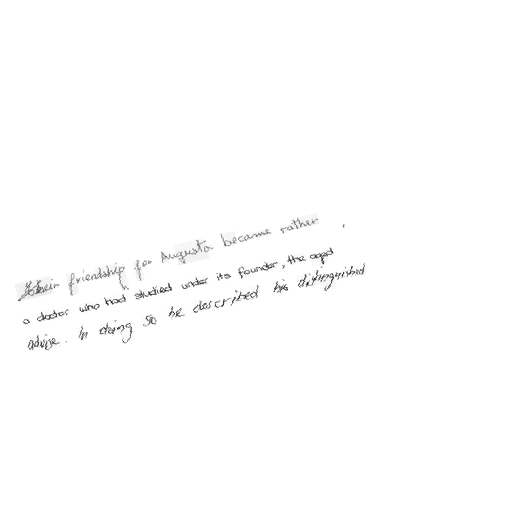 Their friendship for Augusta became rather
a doctor who had studied under its founder, the aged
advise. In doing so he described his distinguished